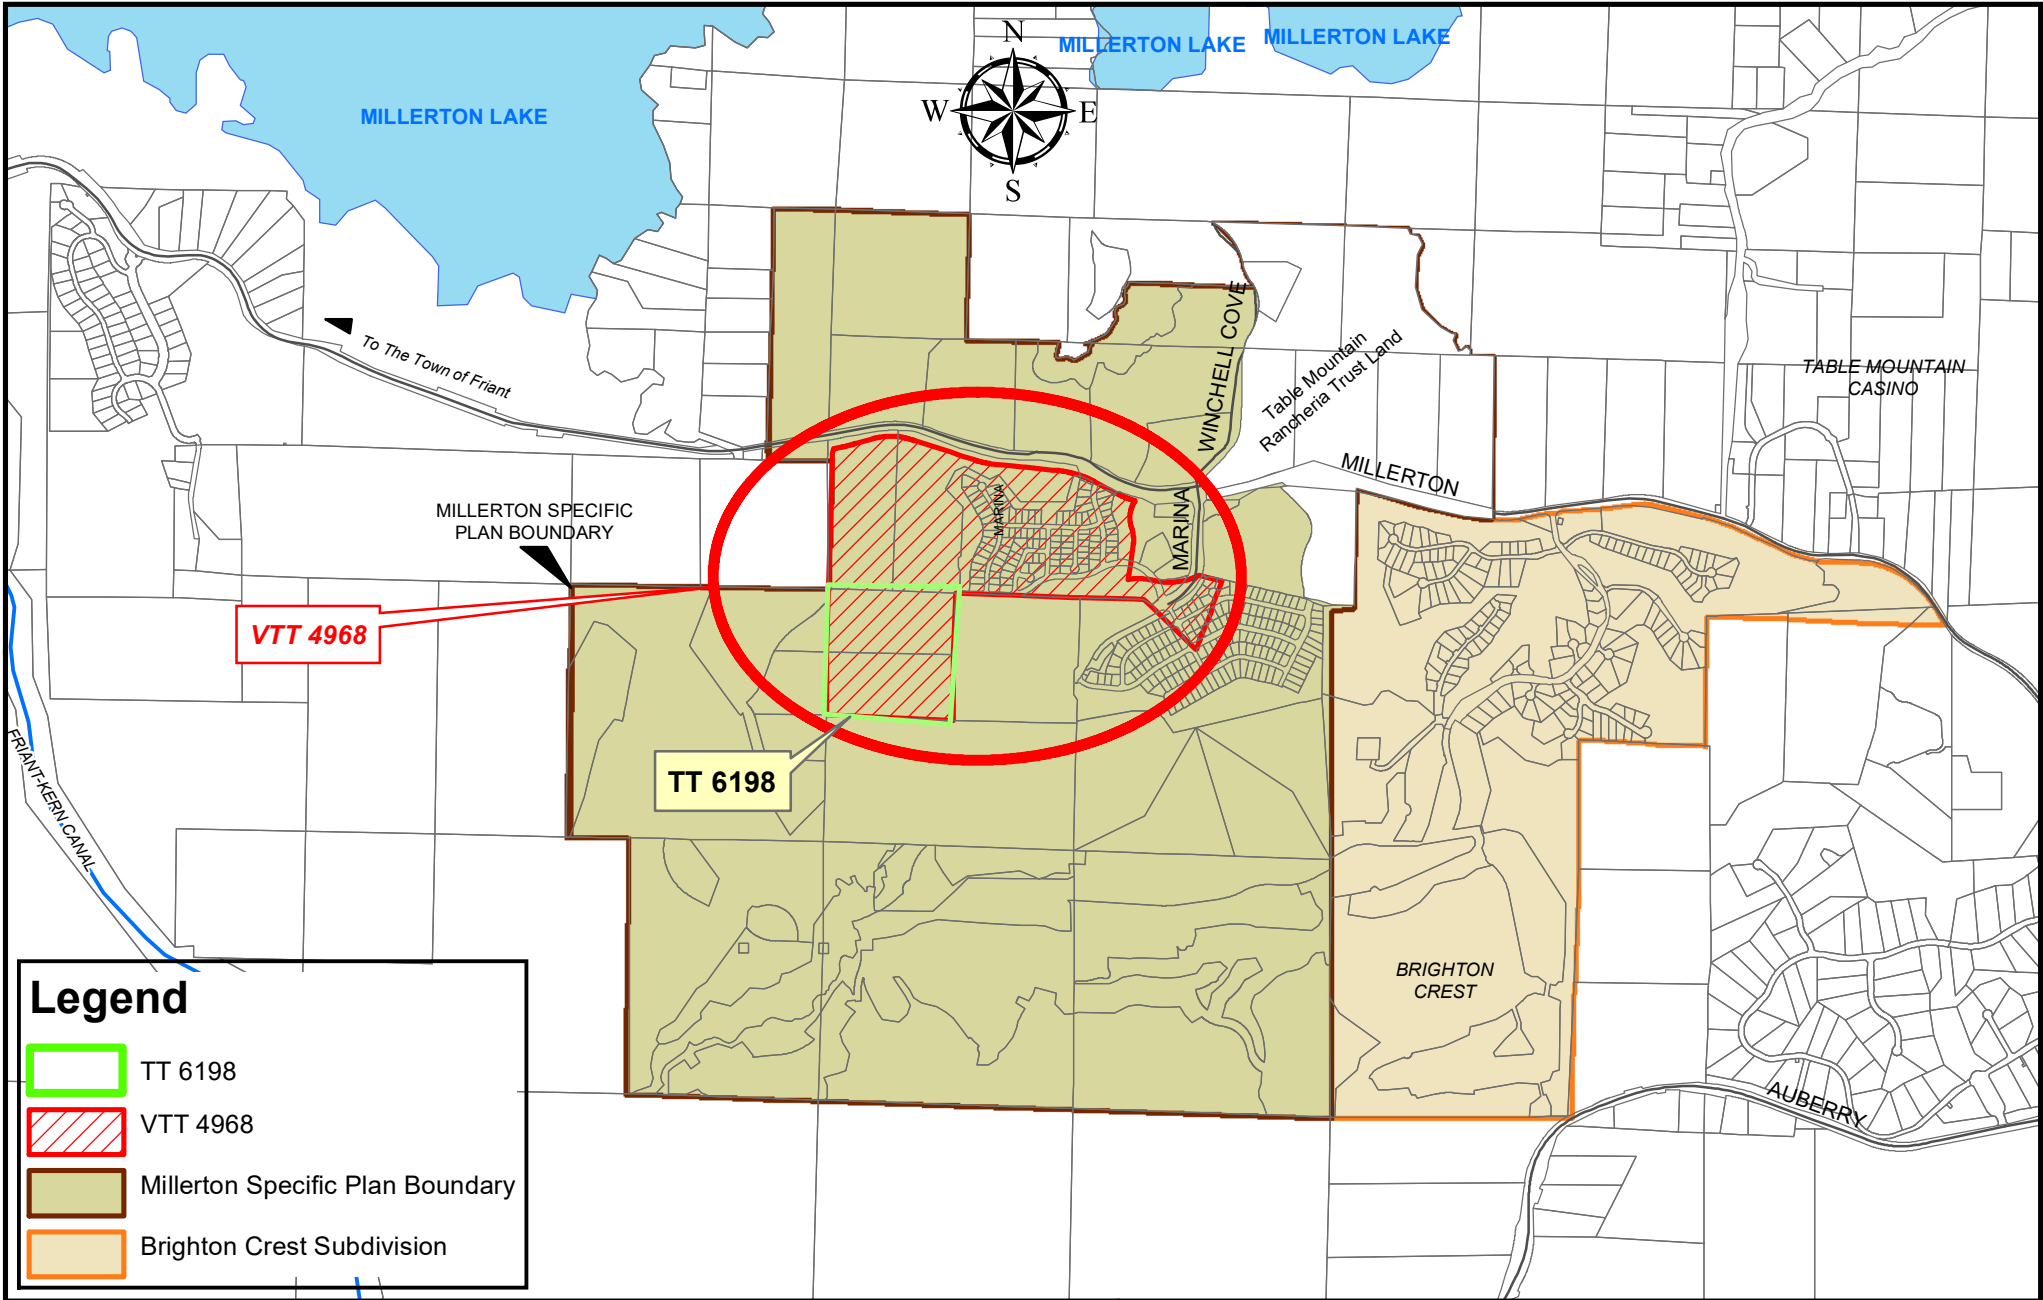 MILLERTON LAKE
MILLERTON LAKE
MILLERTON LAKE
N
W
E
S
To The Town of Friant
WINCHELL COVE
Table Mountain
Rancheria Trust Land
TABLE MOUNTAIN
CASINO
MILLERTON
MARINA
MARINA
MILLERTON SPECIFIC
PLAN BOUNDARY
VTT 4968
TT 6198
FRIANT-KERN CANAL
BRIGHTON
CREST
AUBERRY
Legend
TT 6198
VTT 4968
Millerton Specific Plan Boundary
Brighton Crest Subdivision